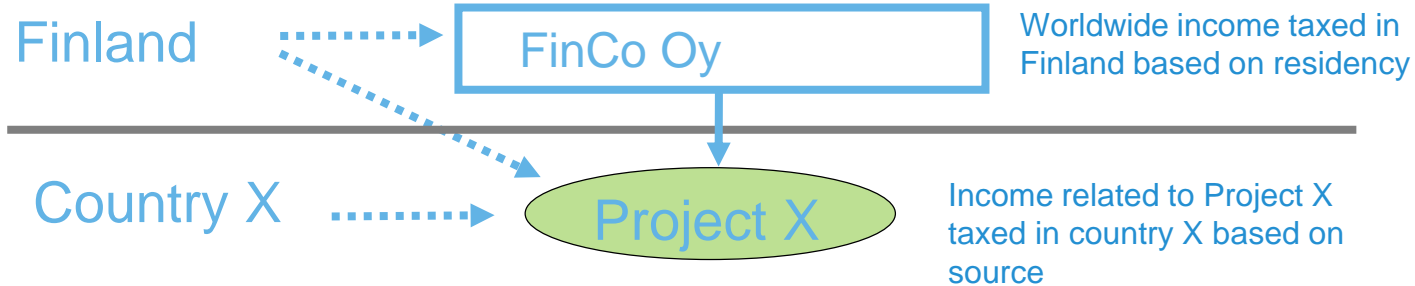 Finland
FinCo Oy
Worldwide income taxed in
Finland based on residency
Country X
Project X
Income related to Project X
taxed in country X based on
source